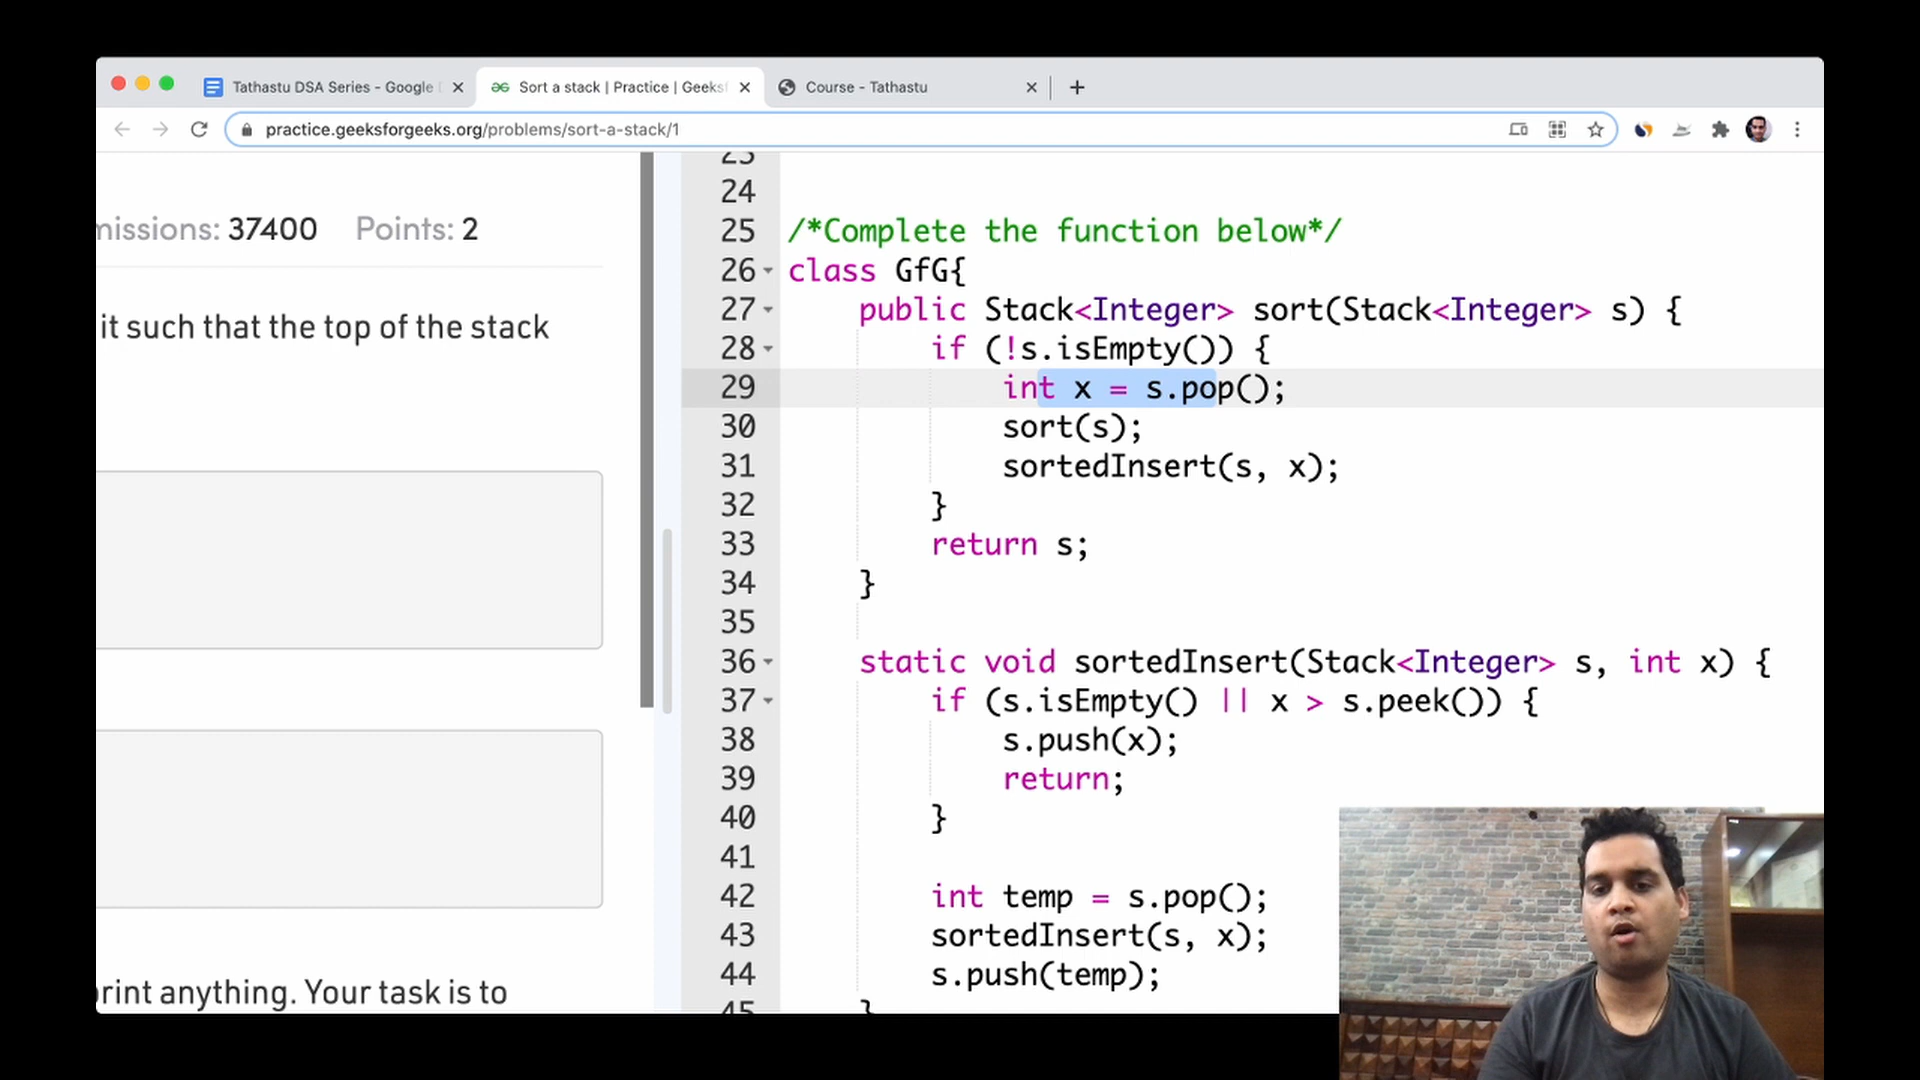 Tathastu DSA Series - Google
Sort a stack | Practice | Geeks
Course - Tathastu
practice.geeksforgeeks.org/problems/sort-a-stack/1
missions: 37400 Points: 2
it such that the top of the stack
print anything. Your task is to
23
24
25 /*Complete the function below*/
26 class GfG{
27 public Stack<Integer> sort(Stack<Integer> s) {
28 if (!s.isEmpty()) {
29 int x = s.pop();
30 sort(s);
31 sortedInsert(s, x);
32 }
33 return s;
34 }
35
36 static void sortedInsert(Stack<Integer> s, int x) {
37 if (s.isEmpty() || x > s.peek()) {
38 s.push(x);
39 return;
40 }
41
42 int temp = s.pop();
43 sortedInsert(s, x);
44 s.push(temp);
45 }